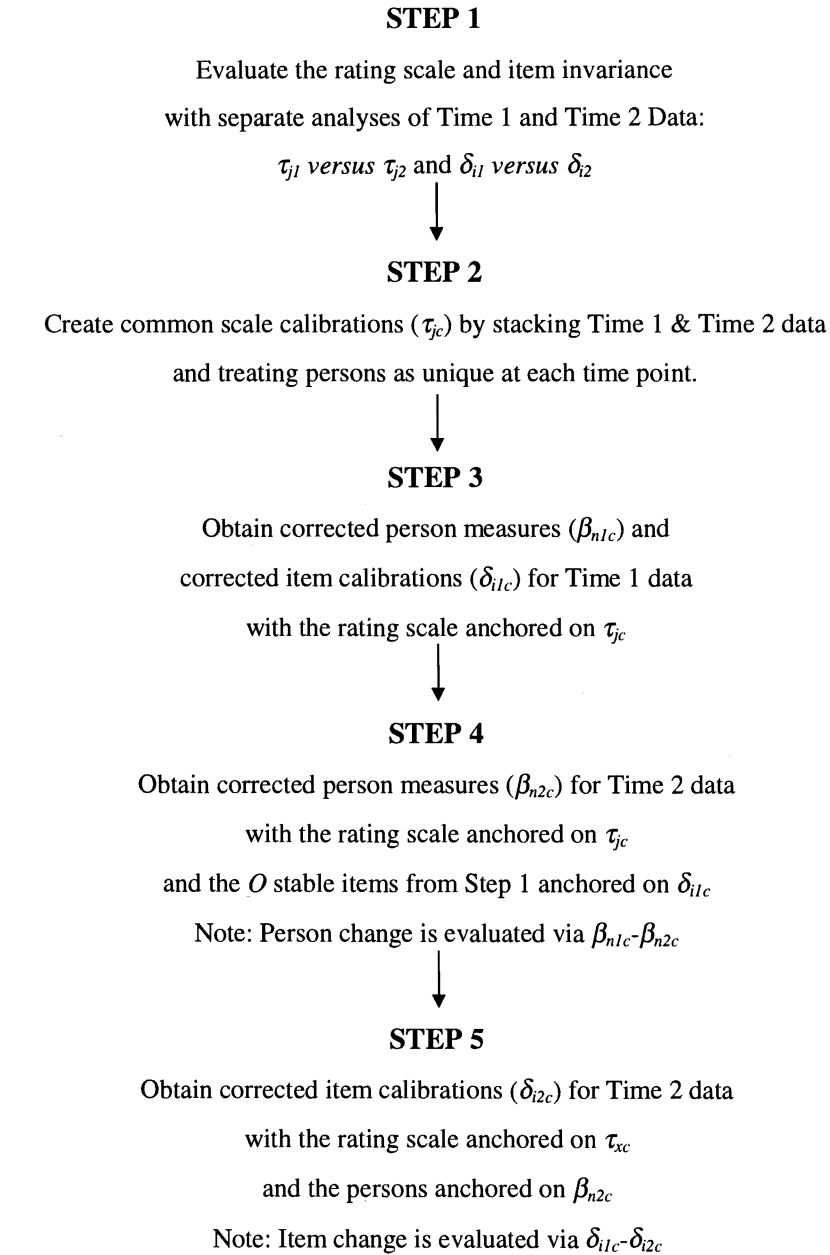 STEP 1
Evaluate the rating scale and item invariance
with separate analyses of Time 1 and Time 2 Data:
τj1 versus τj2 and δi1 versus δi2
STEP 2
Create common scale calibrations (τjc) by stacking Time 1 & Time 2 data
and treating persons as unique at each time point.
STEP 3
Obtain corrected person measures (βn1c) and
corrected item calibrations (δi1c) for Time 1 data
with the rating scale anchored on τjc
STEP 4
Obtain corrected person measures (βn2c) for Time 2 data
with the rating scale anchored on τjc
and the O stable items from Step 1 anchored on δi1c
Note: Person change is evaluated via βn1c-βn2c
STEP 5
Obtain corrected item calibrations (δi2c) for Time 2 data
with the rating scale anchored on τxc
and the persons anchored on βn2c
Note: Item change is evaluated via δi1c-δi2c